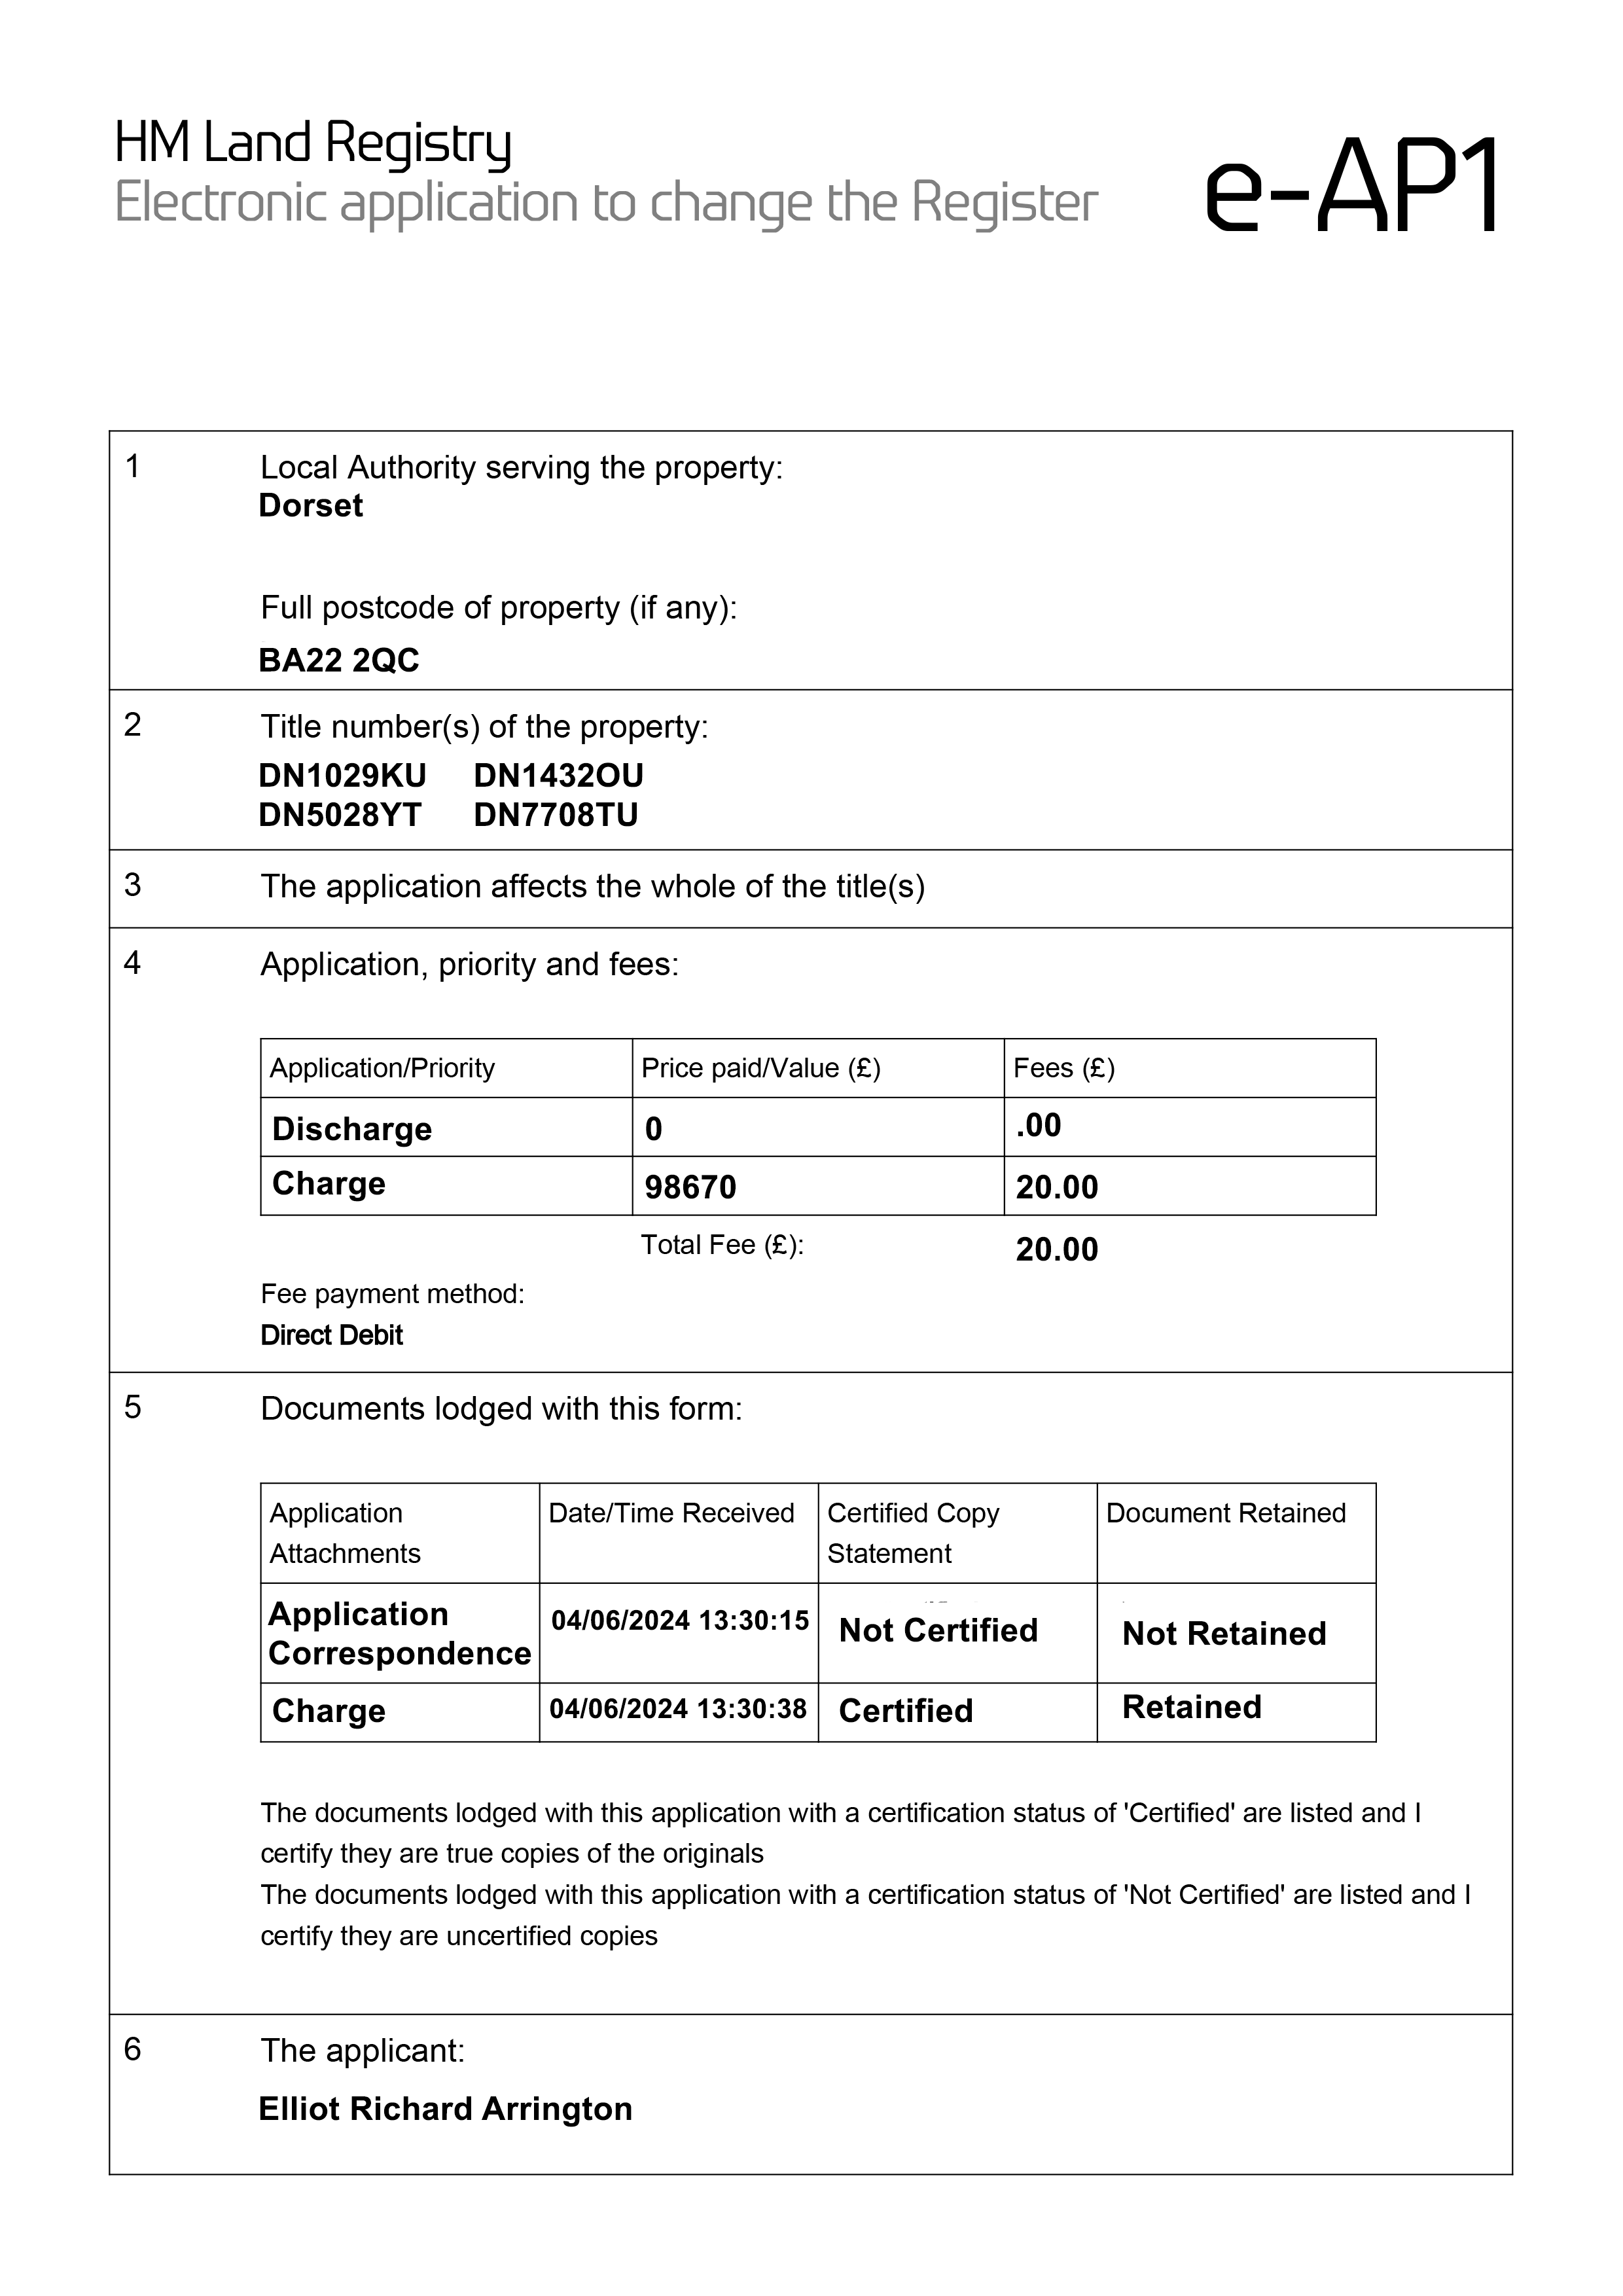 HM Land Registry
Electronic application to change the Register
e-AP1
1
Local Authority serving the property:
Dorset
Full postcode of property (if any):
BA22 2QC
2
Title number(s) of the property:
DN1029KU DN1432OU
DN5028YT DN7708TU
3
The application affects the whole of the title(s)
4
Application, priority and fees:
Application/Priority Price paid/Value (£) Fees (£)
Discharge 0 .00
Charge 98670 20.00
Total Fee (£): 20.00
Fee payment method:
Direct Debit
5
Documents lodged with this form:
Application Date/Time Received Certified Copy Document Retained
Attachments Statement
Application 04/06/2024 13:30:15 Not Certified Not Retained
Correspondence
Charge 04/06/2024 13:30:38 Certified Retained
The documents lodged with this application with a certification status of 'Certified' are listed and I
certify they are true copies of the originals
The documents lodged with this application with a certification status of 'Not Certified' are listed and I
certify they are uncertified copies
6
The applicant:
Elliot Richard Arrington